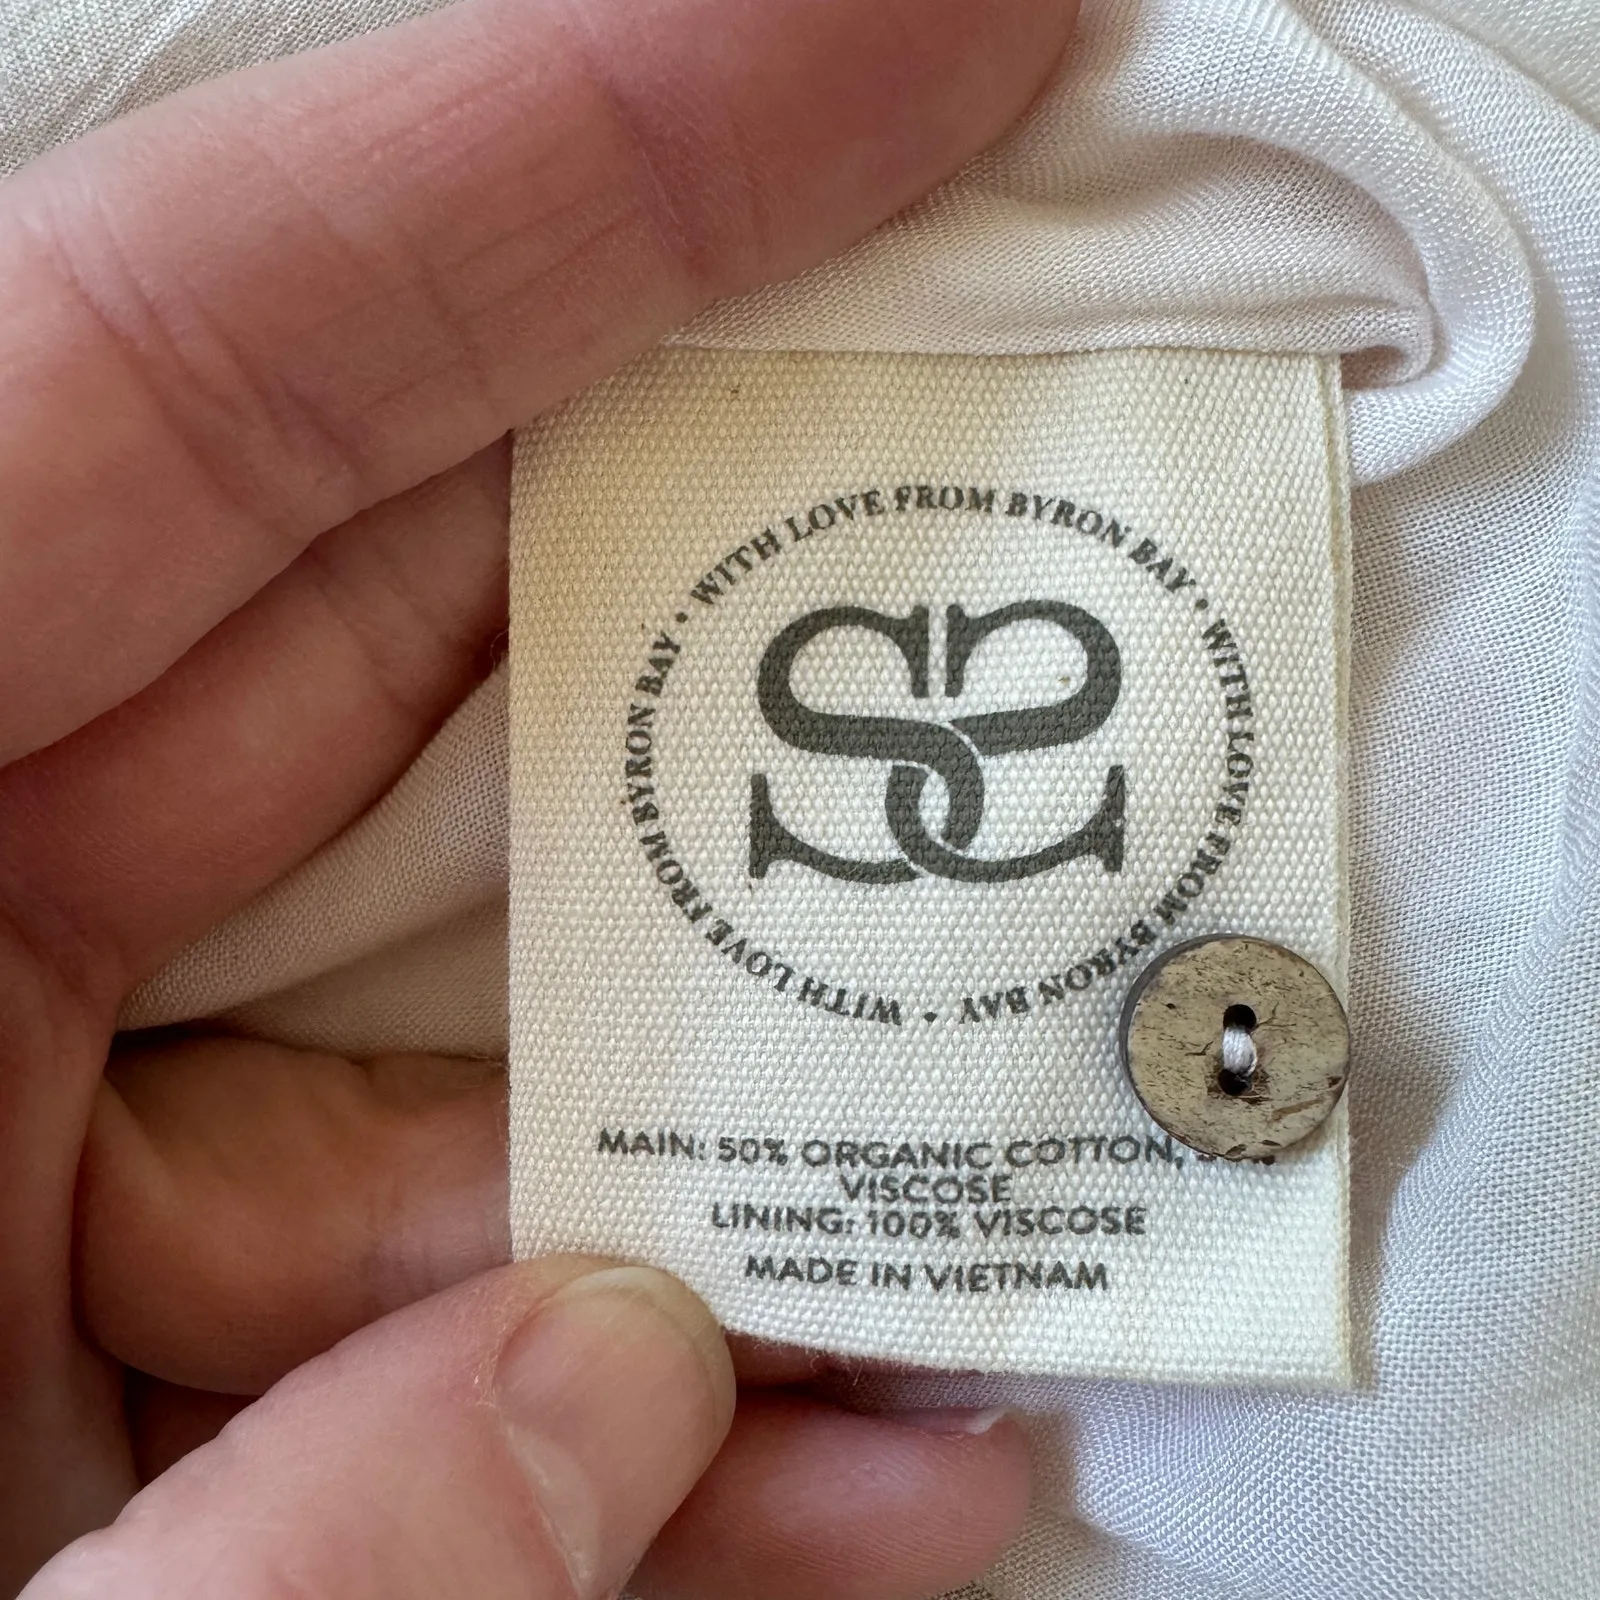 WITH LOVE FROM BYRON BAY • WITH LOVE FROM BYRON BAY • WITH LOVE FROM BYRON BAY •
MAIN: 50% ORGANIC COTTON,
VISCOSE
LINING: 100% VISCOSE
MADE IN VIETNAM